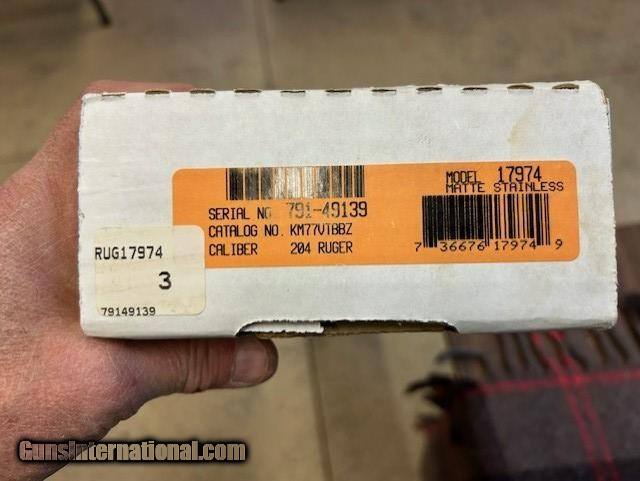 MODEL 17974
MATTE STAINLESS
SERIAL NO. 791-49139
CATALOG NO. KM77VTBBZ
CALIBER 204 RUGER
7 36676 17974 9
RUG17974
3
79149139
GunsInternational.com